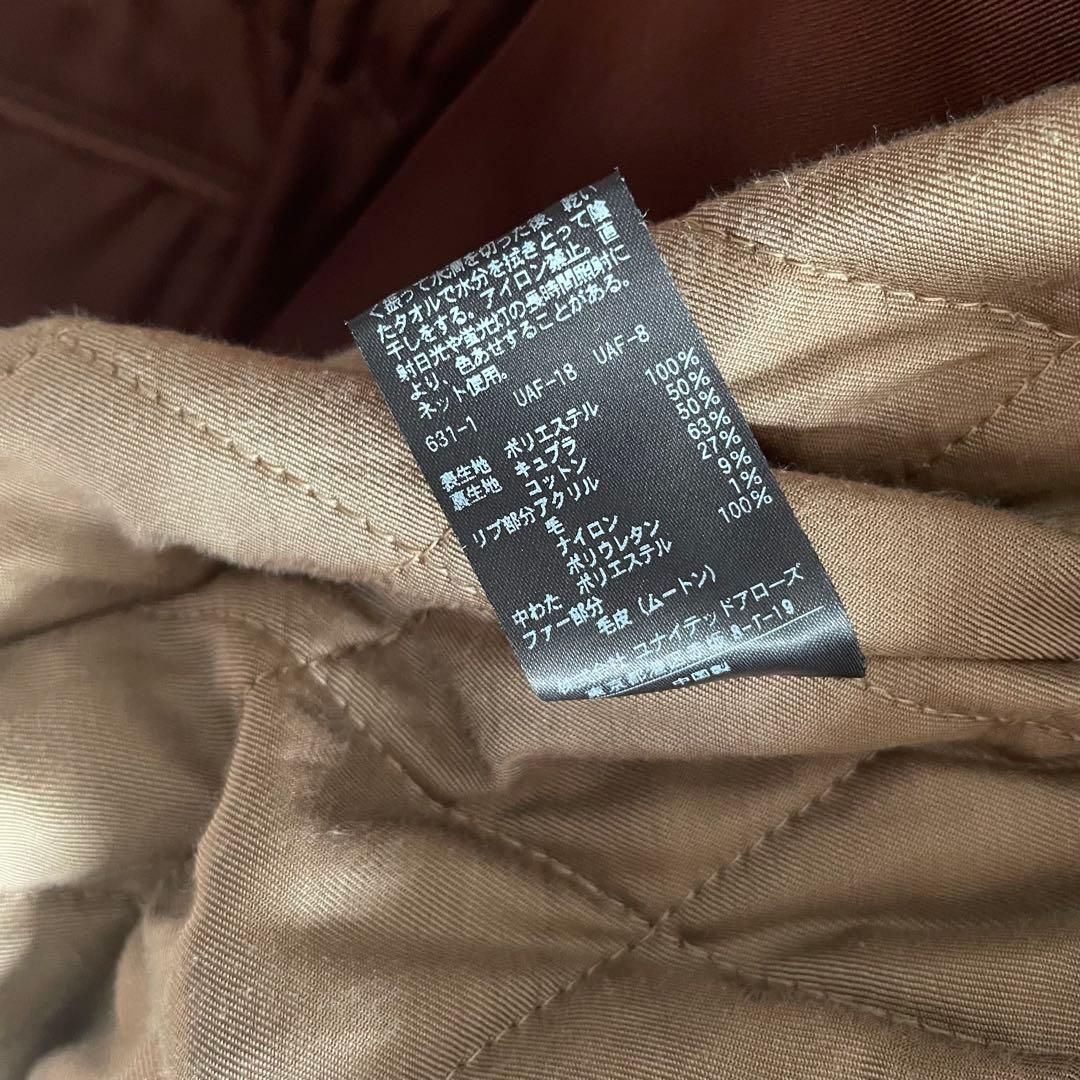 く振って水滴を切った後、乾い
たタオルで水分を拭きとって陰
干しをする。アイロン禁止。直
射日光や蛍光灯の長時間照射に
より、色あせすることがある。
ネット使用。
631-1 UAF-18 UAF-8
表生地 ポリエステル 100%
裏生地 キュプラ 50%
コットン 50%
リブ部分 アクリル 63%
毛 27%
ナイロン 9%
ポリウレタン 1%
中わた ポリエステル 100%
ファー部分
毛皮(ムートン)
ユナイテッドアローズ
8-1-19
中国製